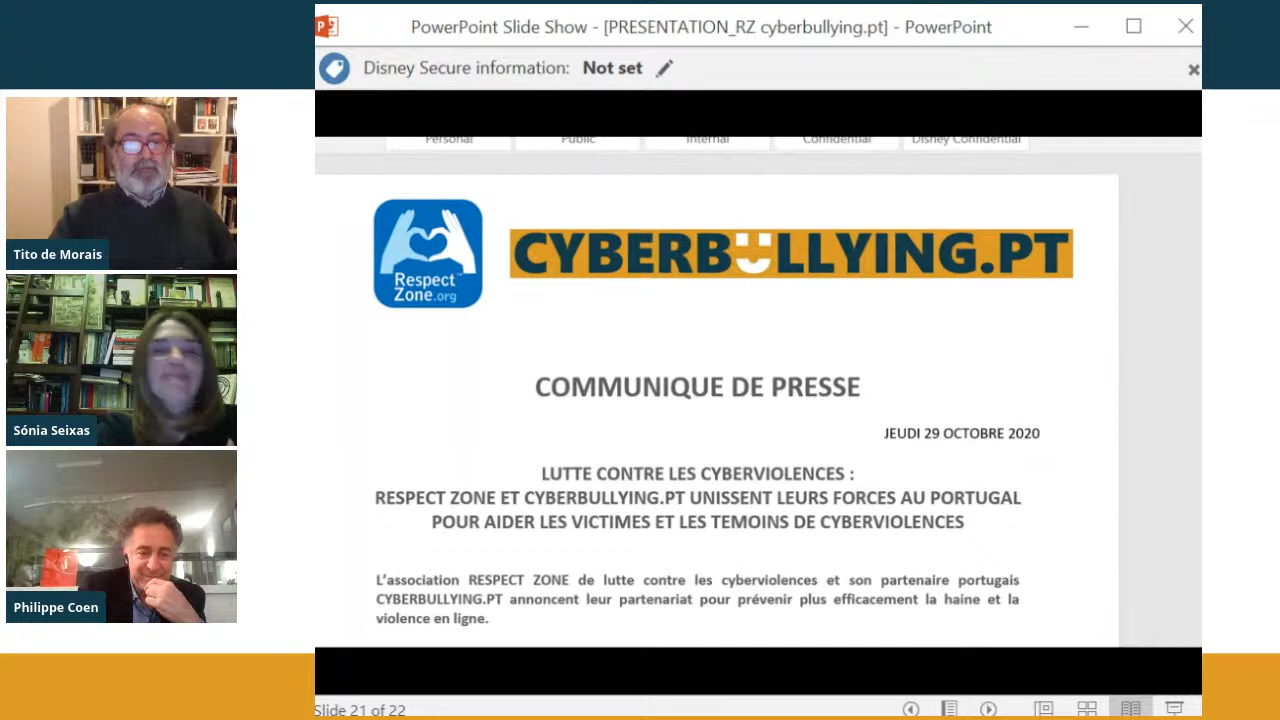 PowerPoint Slide Show - [PRESENTATION_RZ cyberbullying.pt] - PowerPoint
Disney Secure information: Not set
Personal Public Internal Confidential Disney Confidential
Respect™
Zone.org
CYBERBULLYING.PT
COMMUNIQUE DE PRESSE
JEUDI 29 OCTOBRE 2020
LUTTE CONTRE LES CYBERVIOLENCES :
RESPECT ZONE ET CYBERBULLYING.PT UNISSENT LEURS FORCES AU PORTUGAL
POUR AIDER LES VICTIMES ET LES TEMOINS DE CYBERVIOLENCES
L'association RESPECT ZONE de lutte contre les cyberviolences et son partenaire portugais
CYBERBULLYING.PT annoncent leur partenariat pour prévenir plus efficacement la haine et la
violence en ligne.
Slide 21 of 22
Tito de Morais
Sónia Seixas
Philippe Coen